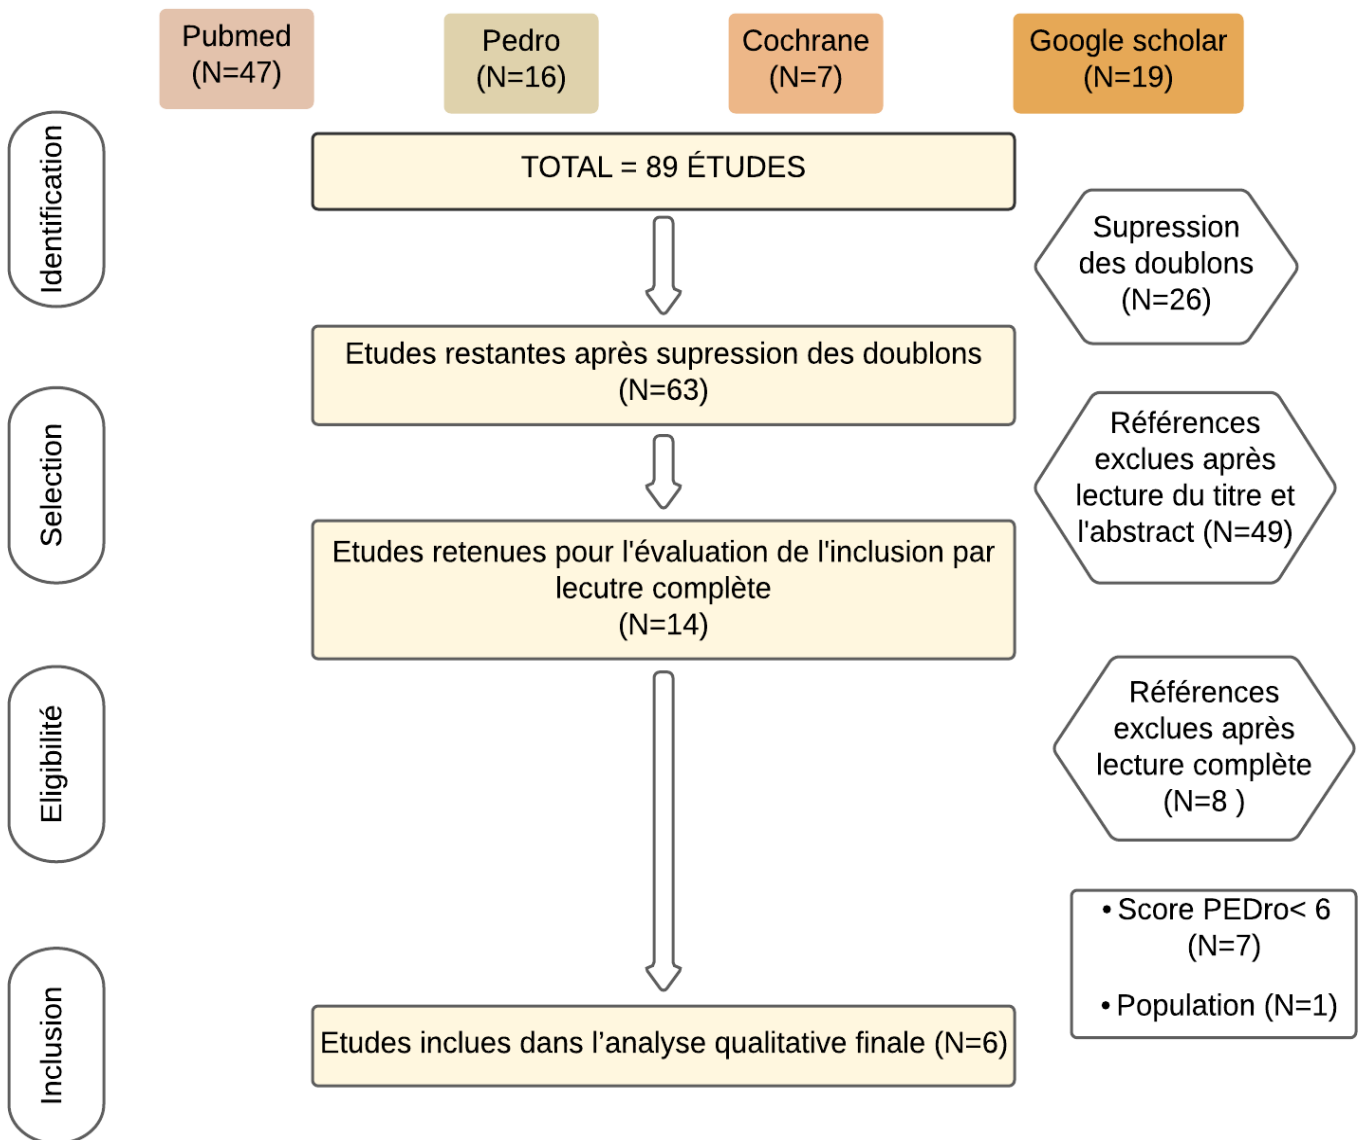 Pubmed
(N=47)
Pedro
(N=16)
Cochrane
(N=7)
Google scholar
(N=19)
Identification
TOTAL = 89 ÉTUDES
Supression
des doublons
(N=26)
Etudes restantes après supression des doublons
(N=63)
Selection
Références
exclues après
lecture du titre et
l'abstract (N=49)
Etudes retenues pour l'évaluation de l'inclusion par
lecutre complète
(N=14)
Eligibilité
Références
exclues après
lecture complète
(N=8 )
• Score PEDro< 6
(N=7)
• Population (N=1)
Inclusion
Etudes inclues dans l’analyse qualitative finale (N=6)